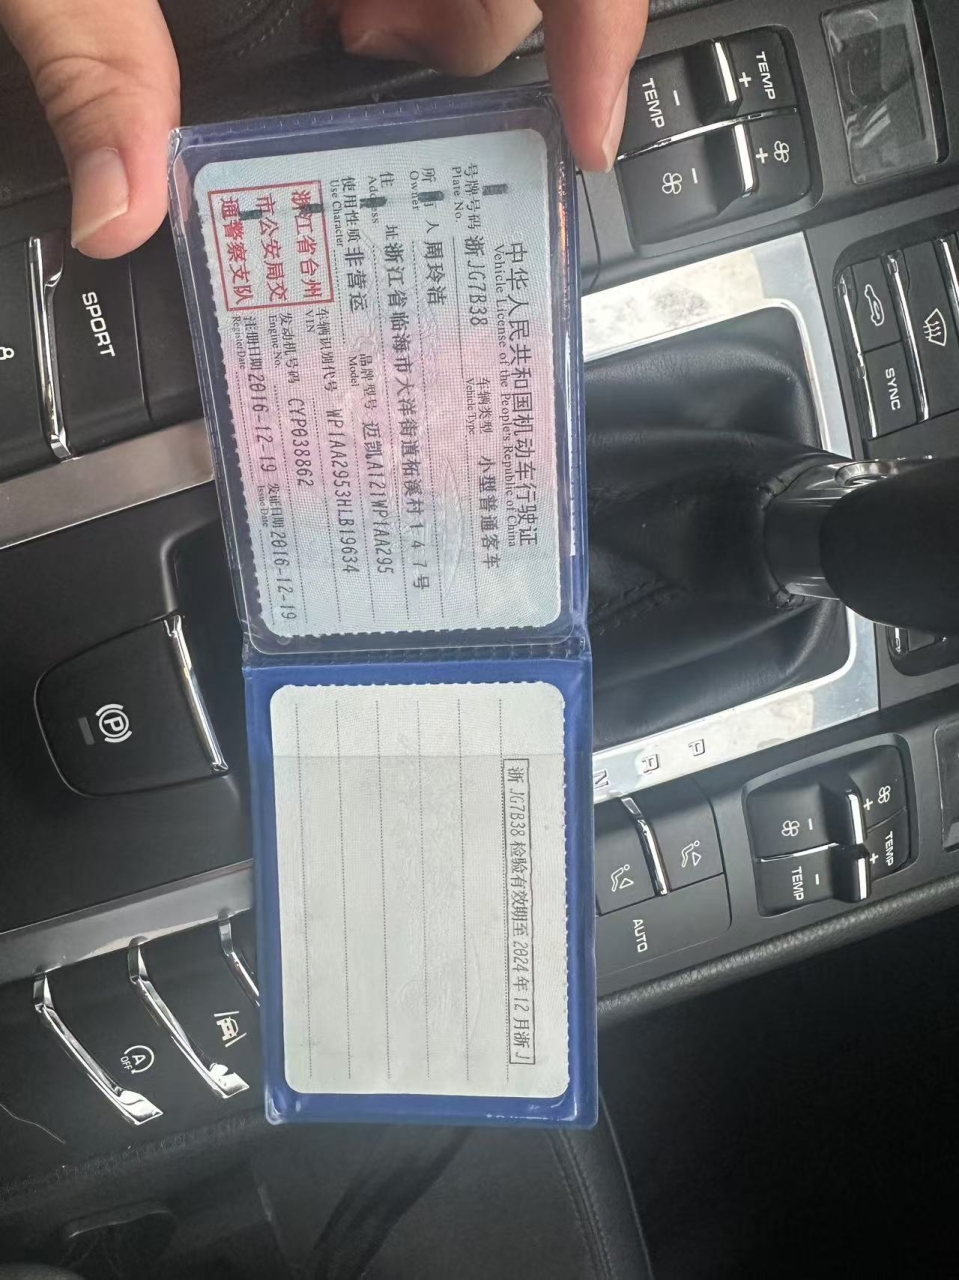 中华人民共和国机动车行驶证
Vehicle License of the People's Republic of China
号牌号码 浙JG7B38 车辆类型 小型普通客车
Plate No. Vehicle Type
所 人 周玲洁
Owner
住 址 浙江省临海市大洋街道柘溪村147号
Address
使用性质 非营运 品牌型号 迈凯A121WP1AA295
Use Character Model
浙江省台州
市公安局交
通警察支队
车辆识别代号 WP1AA2953HLB19634
VIN
发动机号码 CYP038862
Engine No.
注册日期 2016-12-19 发证日期 2016-12-19
Register Date Issue Date
浙JG7B38 检验有效期至 2024 年 12 月浙J
TEMP
TEMP
SPORT
SYNC
P
N
TEMP
TEMP
AUTO
A
OFF